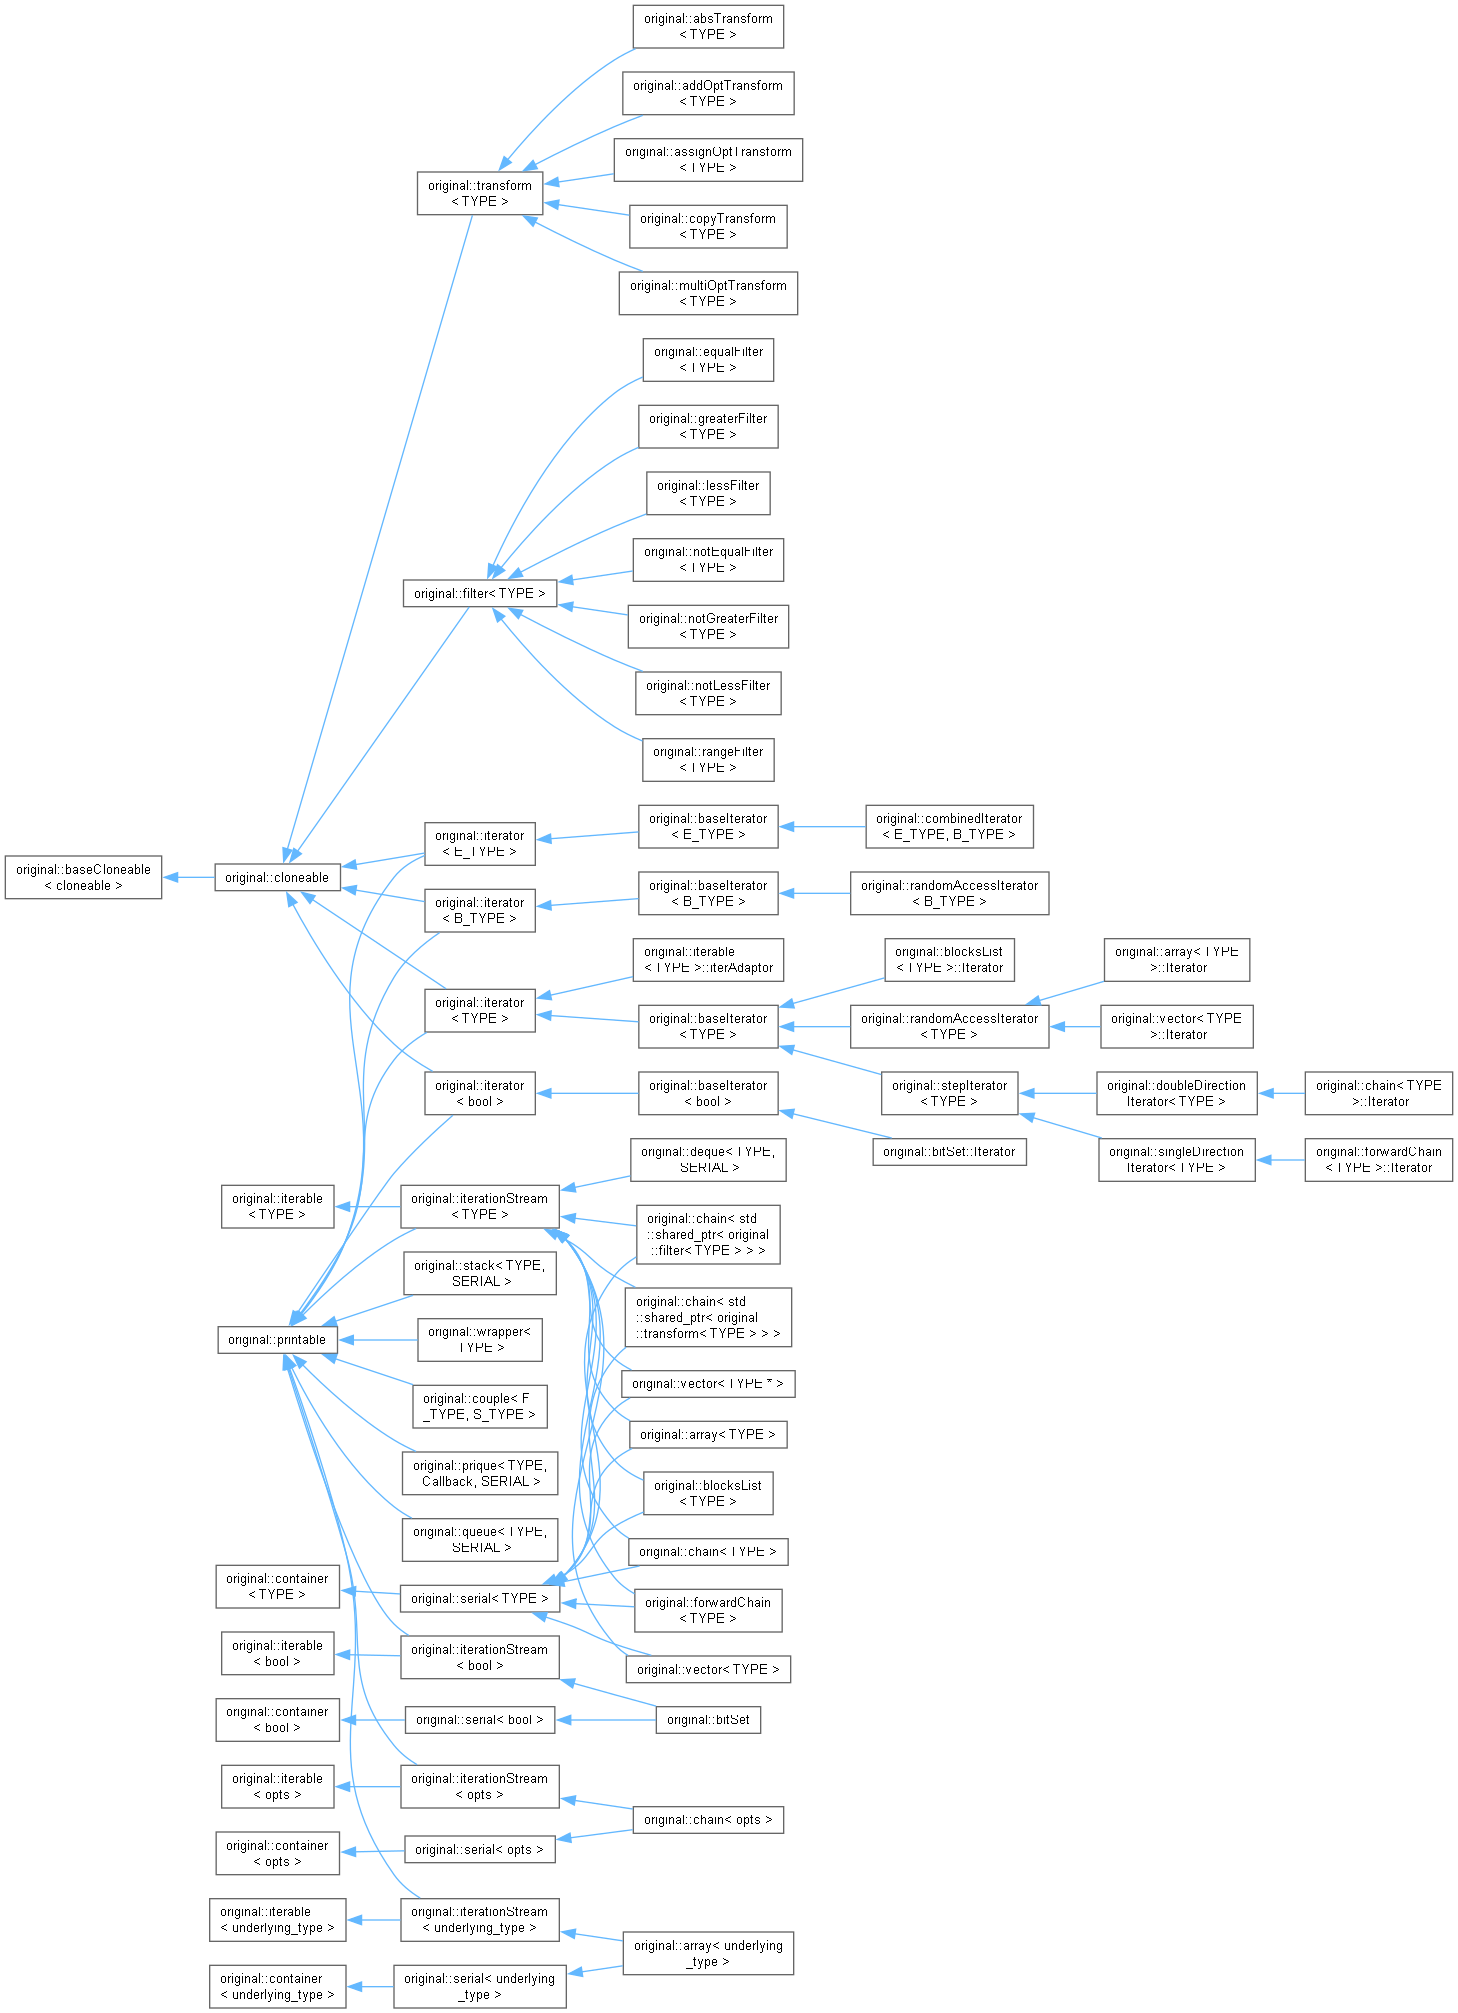 original::absTransform
< TYPE >
original::addOptTransform
< TYPE >
original::assignOptTransform
< TYPE >
original::transform
< TYPE >
original::copyTransform
< TYPE >
original::multiOptTransform
< TYPE >
original::equalFilter
< TYPE >
original::greaterFilter
< TYPE >
original::lessFilter
< TYPE >
original::notEqualFilter
< TYPE >
original::filter< TYPE >
original::notGreaterFilter
< TYPE >
original::notLessFilter
< TYPE >
original::rangeFilter
< TYPE >
original::baseCloneable
< cloneable >
original::cloneable
original::iterator
< E_TYPE >
original::baseIterator
< E_TYPE >
original::combinedIterator
< E_TYPE, B_TYPE >
original::iterator
< B_TYPE >
original::baseIterator
< B_TYPE >
original::randomAccessIterator
< B_TYPE >
original::iterator
< TYPE >
original::iterable
< TYPE >::iterAdaptor
original::baseIterator
< TYPE >
original::blocksList
< TYPE >::Iterator
original::randomAccessIterator
< TYPE >
original::array< TYPE
>::Iterator
original::vector< TYPE
>::Iterator
original::stepIterator
< TYPE >
original::doubleDirection
Iterator< TYPE >
original::chain< TYPE
>::Iterator
original::singleDirection
Iterator< TYPE >
original::forwardChain
< TYPE >::Iterator
original::iterator
< bool >
original::baseIterator
< bool >
original::bitSet::Iterator
original::iterable
< TYPE >
original::iterationStream
< TYPE >
original::deque< TYPE,
SERIAL >
original::chain< std
::shared_ptr< original
::filter< TYPE > > >
original::stack< TYPE,
SERIAL >
original::chain< std
::shared_ptr< original
::transform< TYPE > > >
original::printable
original::wrapper<
TYPE >
original::vector< TYPE * >
original::couple< F
_TYPE, S_TYPE >
original::array< TYPE >
original::prique< TYPE,
Callback, SERIAL >
original::blocksList
< TYPE >
original::queue< TYPE,
SERIAL >
original::chain< TYPE >
original::container
< TYPE >
original::serial< TYPE >
original::forwardChain
< TYPE >
original::iterable
< bool >
original::iterationStream
< bool >
original::vector< TYPE >
original::container
< bool >
original::serial< bool >
original::bitSet
original::iterable
< opts >
original::iterationStream
< opts >
original::chain< opts >
original::container
< opts >
original::serial< opts >
original::iterable
< underlying_type >
original::iterationStream
< underlying_type >
original::array< underlying
_type >
original::container
< underlying_type >
original::serial< underlying
_type >